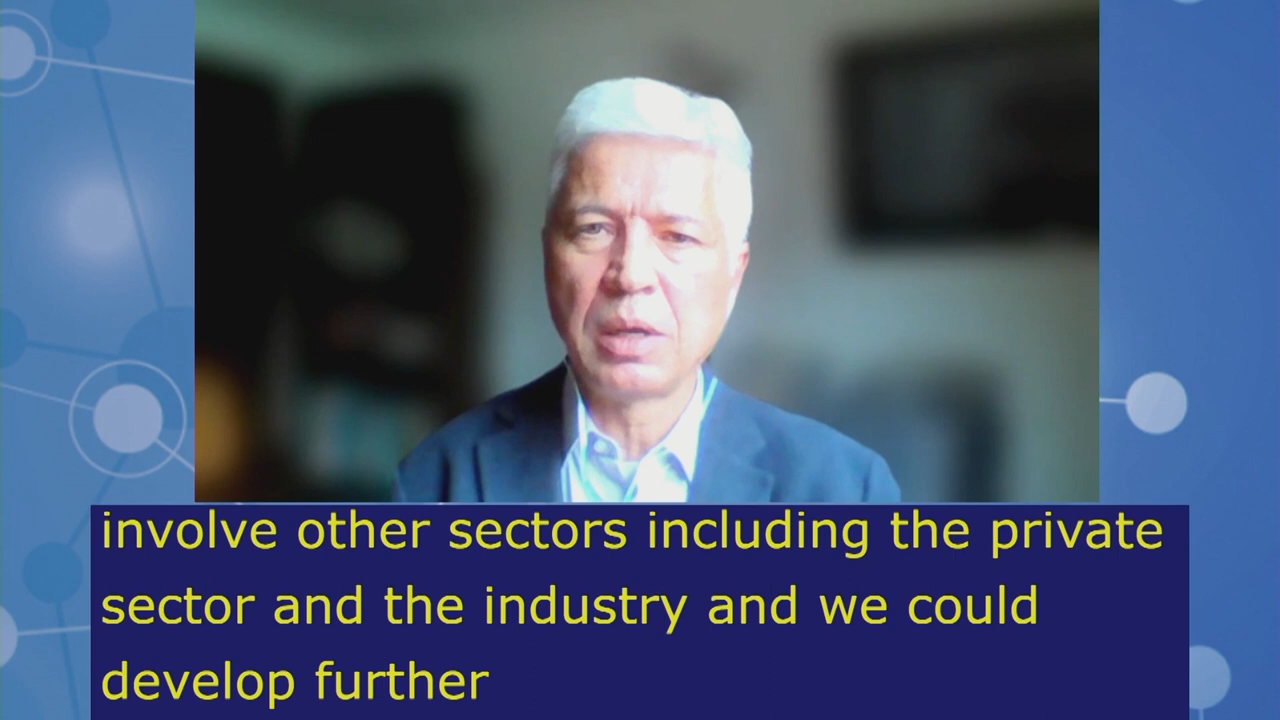 involve other sectors including the private
sector and the industry and we could
develop further